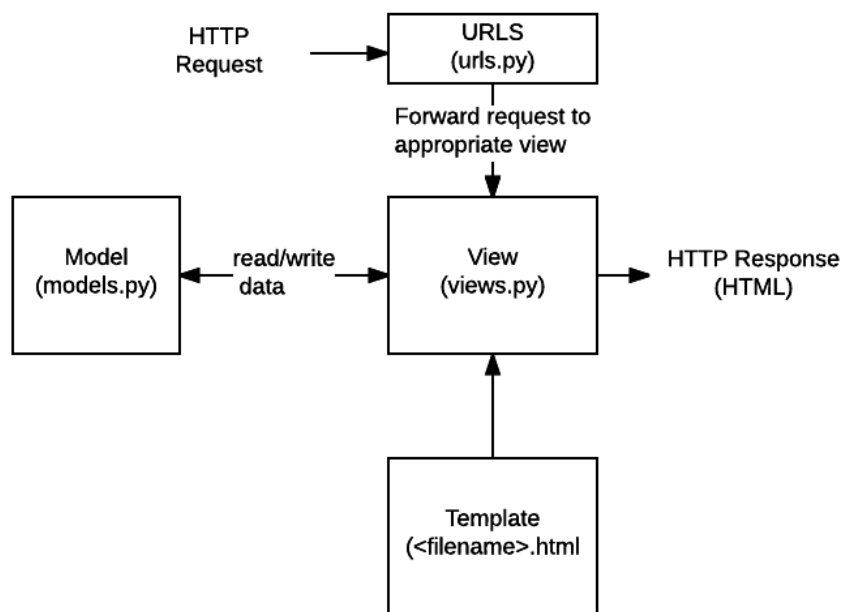 HTTP
Request
URLS
(urls.py)
Forward request to
appropriate view
Model
(models.py)
read/write
data
View
(views.py)
HTTP Response
(HTML)
Template
(<filename>.html